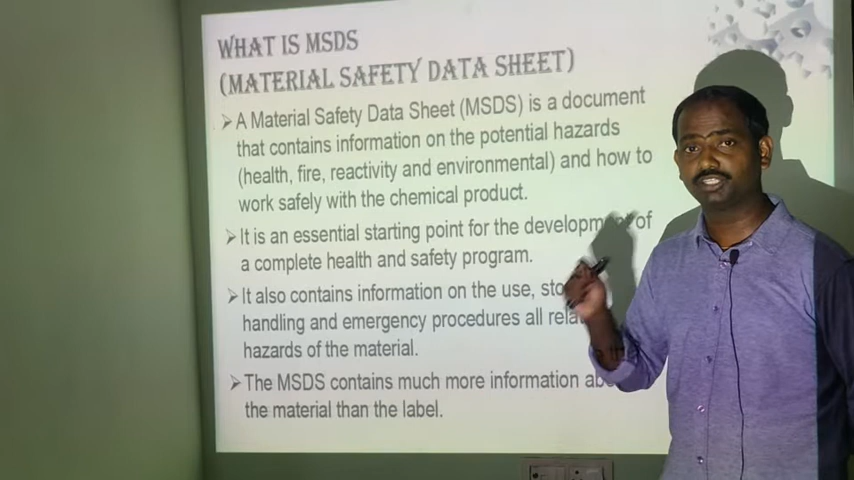 WHAT IS MSDS
(MATERIAL SAFETY DATA SHEET)
➢ A Material Safety Data Sheet (MSDS) is a document
that contains information on the potential hazards
(health, fire, reactivity and environmental) and how to
work safely with the chemical product.
➢ It is an essential starting point for the development of
a complete health and safety program.
➢ It also contains information on the use,
handling and emergency procedures all
hazards of the material.
➢ The MSDS contains much more information
the material than the label.